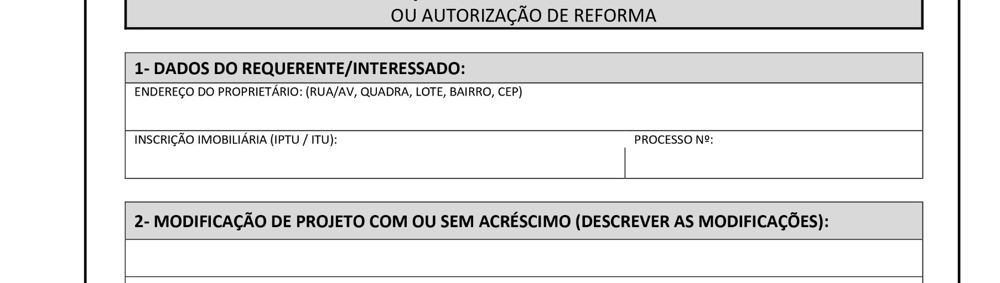 OU AUTORIZAÇÃO DE REFORMA
1- DADOS DO REQUERENTE/INTERESSADO:
ENDEREÇO DO PROPRIETÁRIO: (RUA/AV, QUADRA, LOTE, BAIRRO, CEP)
INSCRIÇÃO IMOBILIÁRIA (IPTU / ITU): PROCESSO Nº:
2- MODIFICAÇÃO DE PROJETO COM OU SEM ACRÉSCIMO (DESCREVER AS MODIFICAÇÕES):